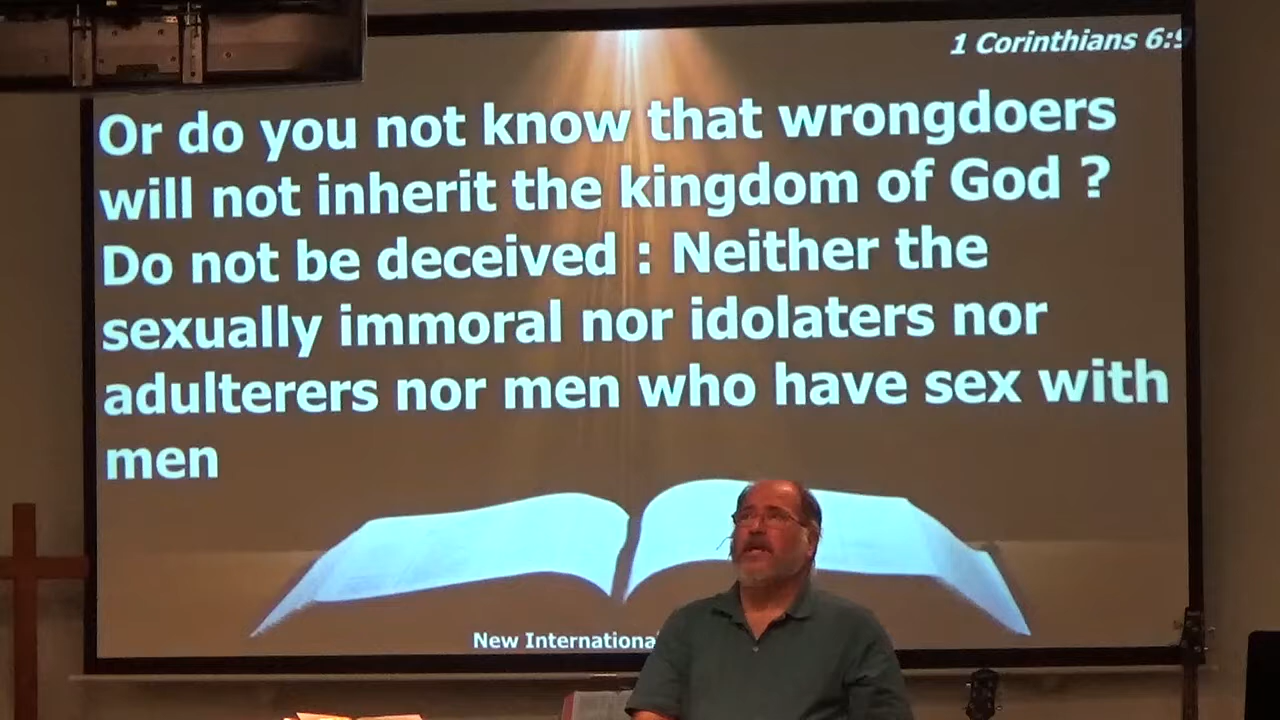 1 Corinthians 6:9
Or do you not know that wrongdoers
will not inherit the kingdom of God ?
Do not be deceived : Neither the
sexually immoral nor idolaters nor
adulterers nor men who have sex with
men
New Internationa